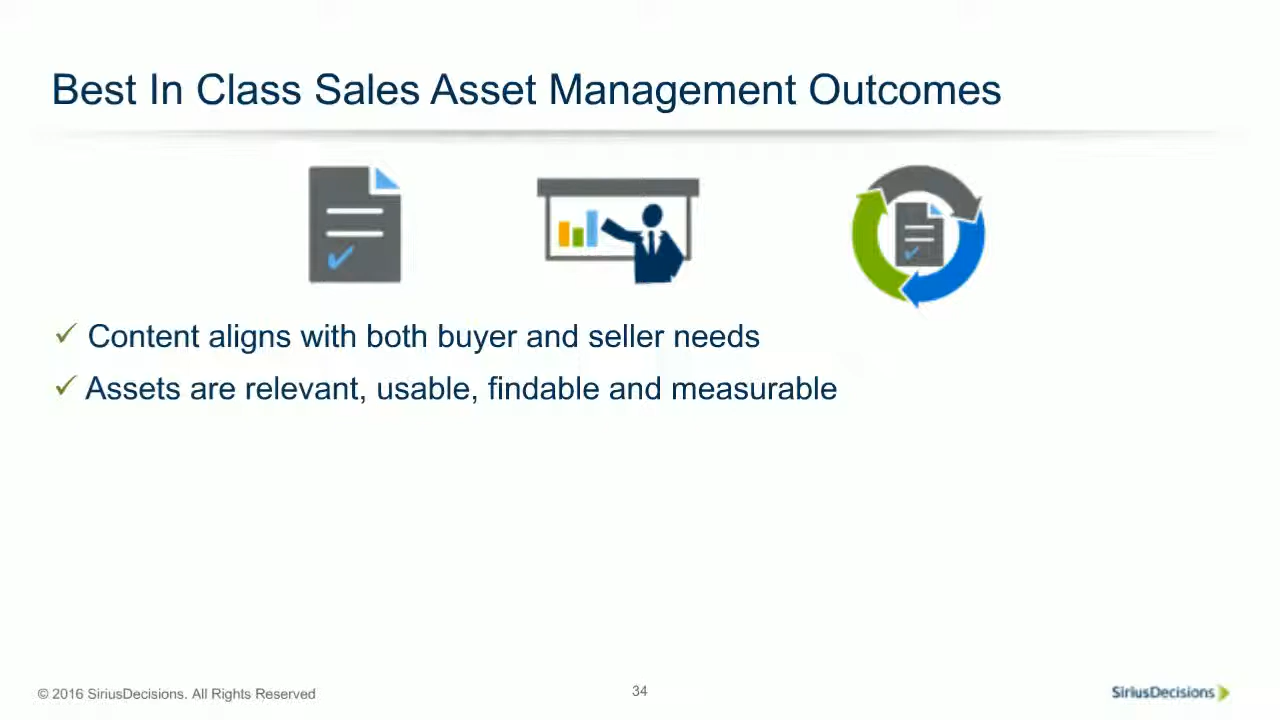 Best In Class Sales Asset Management Outcomes
✓ Content aligns with both buyer and seller needs
✓ Assets are relevant, usable, findable and measurable
© 2016 SiriusDecisions. All Rights Reserved
34
SiriusDecisions